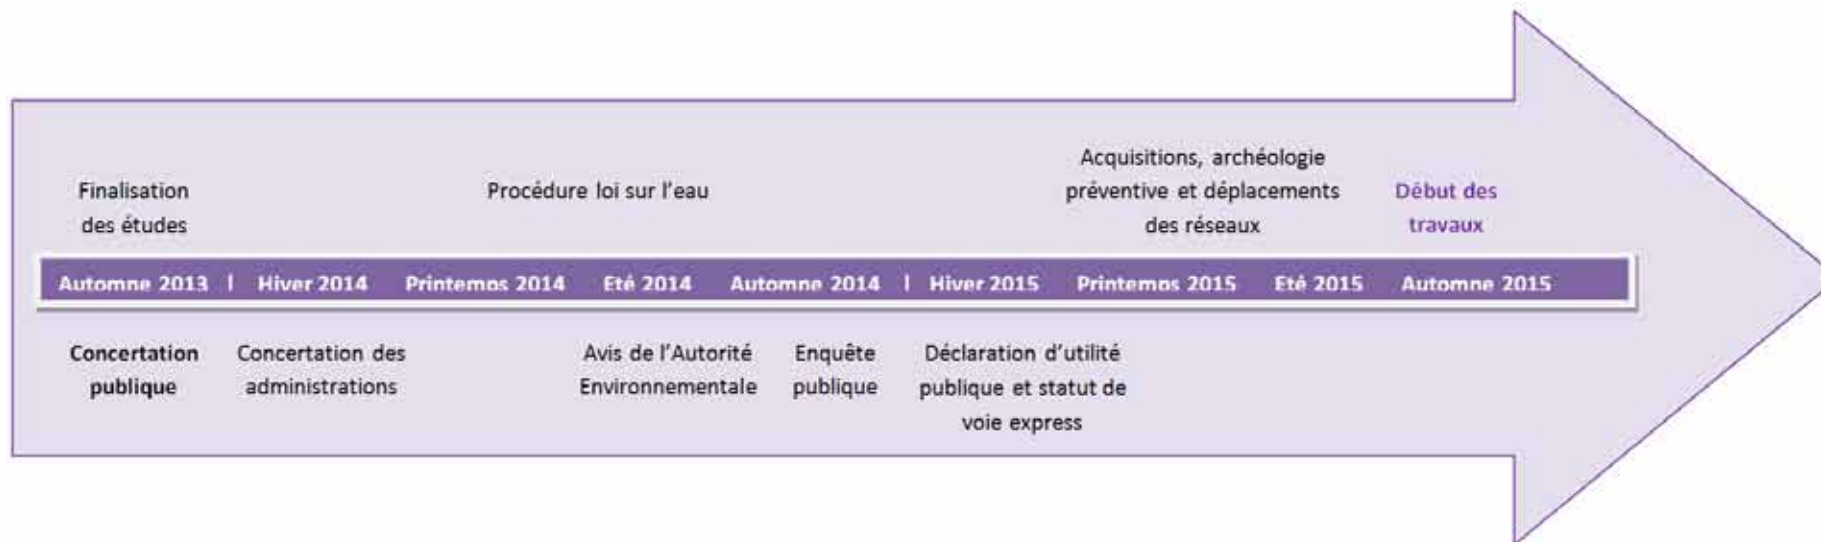 Finalisation
des études
Procédure loi sur l'eau
Acquisitions, archéologie
préventive et déplacements
des réseaux
Début des
travaux
Automne 2013 | Hiver 2014 Printemps 2014 Eté 2014 Automne 2014 | Hiver 2015 Printemps 2015 Eté 2015 Automne 2015
Concertation
publique
Concertation des
administrations
Avis de l'Autorité
Environnementale
Enquête
publique
Déclaration d'utilité
publique et statut de
voie express